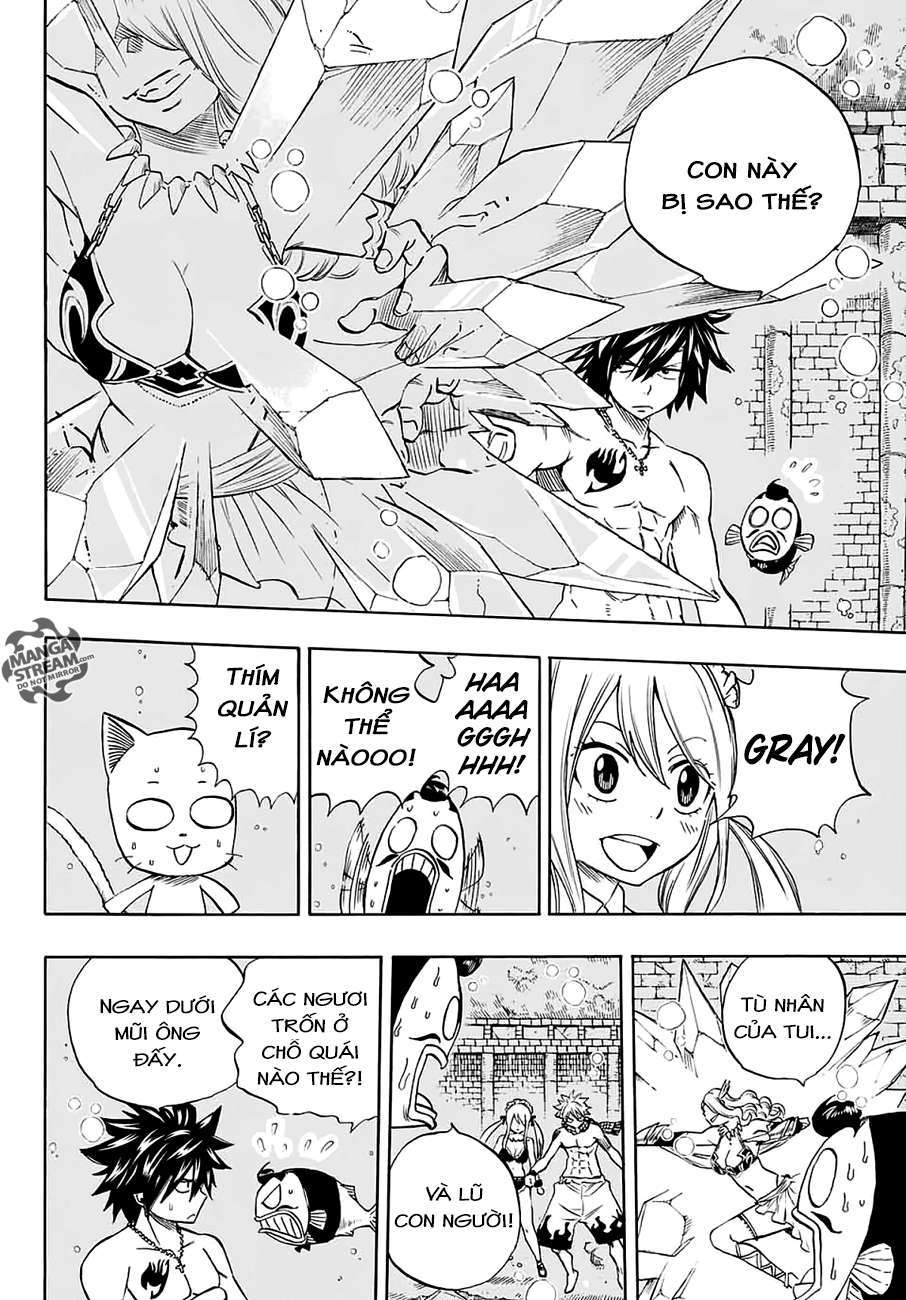 CON NÀY
BỊ SAO THẾ?
GRAY!
HAA
AAAAA
GGGH
HHH!
KHÔNG
THỂ
NÀOOO!
THÍM
QUẢN
LÍ?
MANGA
STREAM.com
DO NOT MIRROR
TÙ NHÂN
CỦA TUI...
VÀ LŨ
CON NGƯỜI!
CÁC NGƯƠI
TRỐN Ở
CHỖ QUÁI
NÀO THẾ?!
NGAY DƯỚI
MŨI ÔNG
ĐẤY.